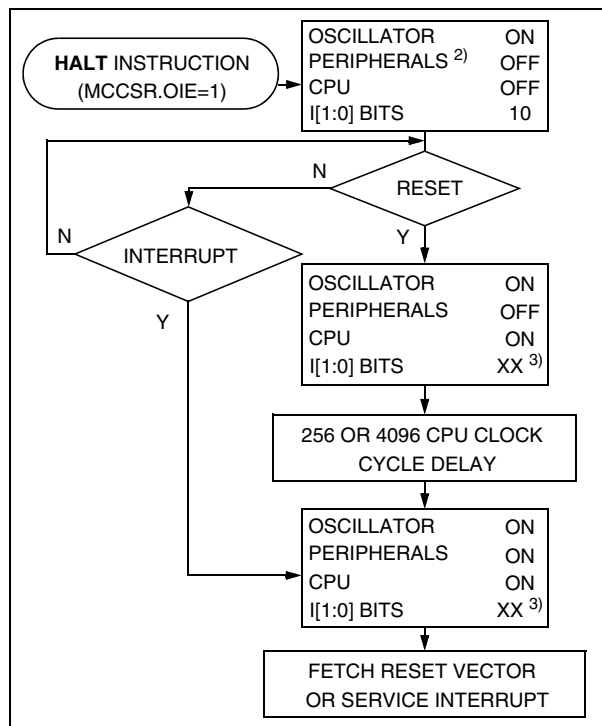 HALT INSTRUCTION
(MCCSR.OIE=1)
OSCILLATOR ON
PERIPHERALS 2) OFF
CPU OFF
I[1:0] BITS 10
RESET
N
Y
INTERRUPT
N
Y
OSCILLATOR ON
PERIPHERALS OFF
CPU ON
I[1:0] BITS XX 3)
256 OR 4096 CPU CLOCK
CYCLE DELAY
OSCILLATOR ON
PERIPHERALS ON
CPU ON
I[1:0] BITS XX 3)
FETCH RESET VECTOR
OR SERVICE INTERRUPT